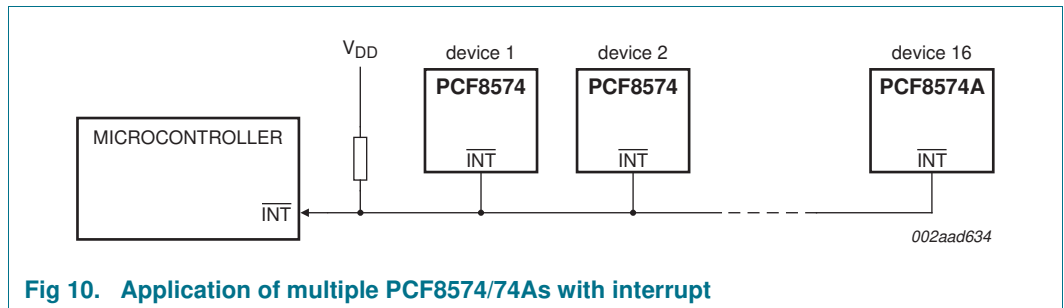 V_DD
device 1 device 2 device 16
PCF8574 PCF8574 PCF8574A
MICROCONTROLLER
INT INT INT
INT
002aad634
Fig 10. Application of multiple PCF8574/74As with interrupt